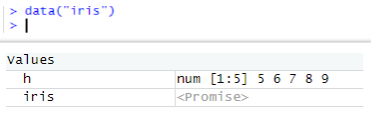 > data("iris")
>
Values
h num [1:5] 5 6 7 8 9
iris <Promise>